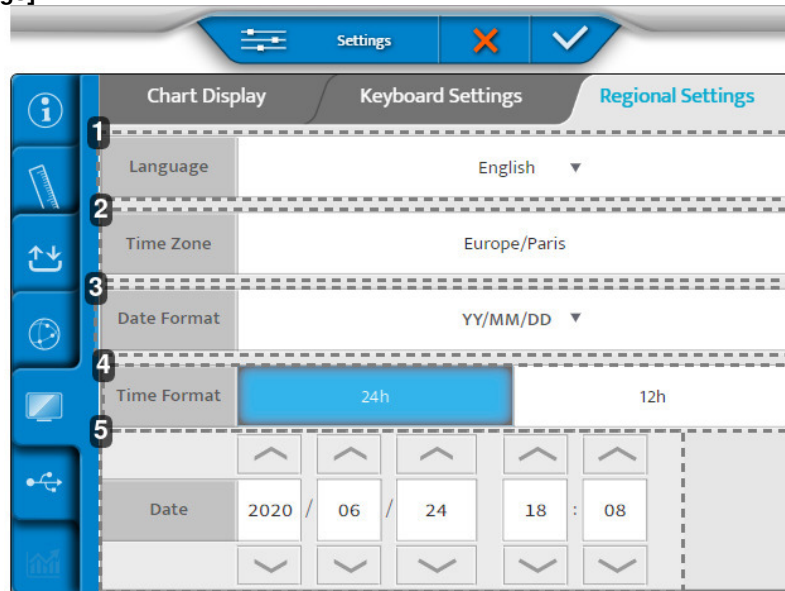 ge]
Settings
Chart Display Keyboard Settings Regional Settings
1
Language English ▼
2
Time Zone Europe/Paris
3
Date Format YY/MM/DD ▼
4
Time Format 24h 12h
5
Date 2020 / 06 / 24 18 : 08